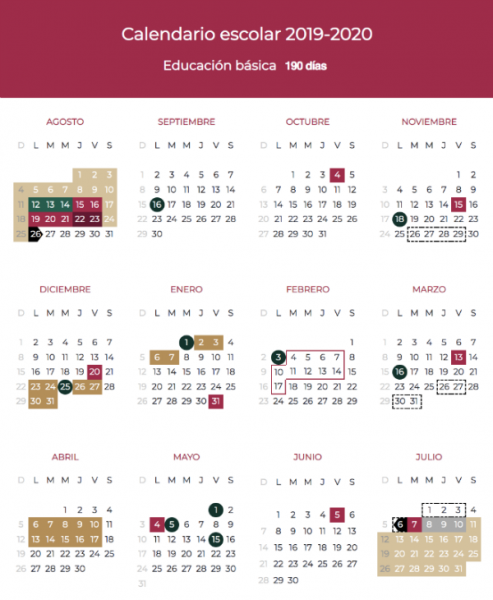 Calendario escolar 2019-2020
Educación básica 190 días
AGOSTO
D L M M J V S
1 2 3
4 5 6 7 8 9 10
11 12 13 14 15 16 17
18 19 20 21 22 23 24
25 26 27 28 29 30 31
SEPTIEMBRE
D L M M J V S
1 2 3 4 5 6 7
8 9 10 11 12 13 14
15 16 17 18 19 20 21
22 23 24 25 26 27 28
29 30
OCTUBRE
D L M M J V S
1 2 3 4 5
6 7 8 9 10 11 12
13 14 15 16 17 18 19
20 21 22 23 24 25 26
27 28 29 30 31
NOVIEMBRE
D L M M J V S
1 2
3 4 5 6 7 8 9
10 11 12 13 14 15 16
17 18 19 20 21 22 23
24 25 26 27 28 29 30
DICIEMBRE
D L M M J V S
1 2 3 4 5 6 7
8 9 10 11 12 13 14
15 16 17 18 19 20 21
22 23 24 25 26 27 28
29 30 31
ENERO
D L M M J V S
1 2 3 4
5 6 7 8 9 10 11
12 13 14 15 16 17 18
19 20 21 22 23 24 25
26 27 28 29 30 31
FEBRERO
D L M M J V S
1
2 3 4 5 6 7 8
9 10 11 12 13 14 15
16 17 18 19 20 21 22
23 24 25 26 27 28 29
MARZO
D L M M J V S
1 2 3 4 5 6 7
8 9 10 11 12 13 14
15 16 17 18 19 20 21
22 23 24 25 26 27 28
29 30 31
ABRIL
D L M M J V S
1 2 3 4
5 6 7 8 9 10 11
12 13 14 15 16 17 18
19 20 21 22 23 24 25
26 27 28 29 30
MAYO
D L M M J V S
1 2
3 4 5 6 7 8 9
10 11 12 13 14 15 16
17 18 19 20 21 22 23
24 25 26 27 28 29 30
31
JUNIO
D L M M J V S
1 2 3 4 5 6
7 8 9 10 11 12 13
14 15 16 17 18 19 20
21 22 23 24 25 26 27
28 29 30
JULIO
D L M M J V S
1 2 3 4
5 6 7 8 9 10 11
12 13 14 15 16 17 18
19 20 21 22 23 24 25
26 27 28 29 30 31